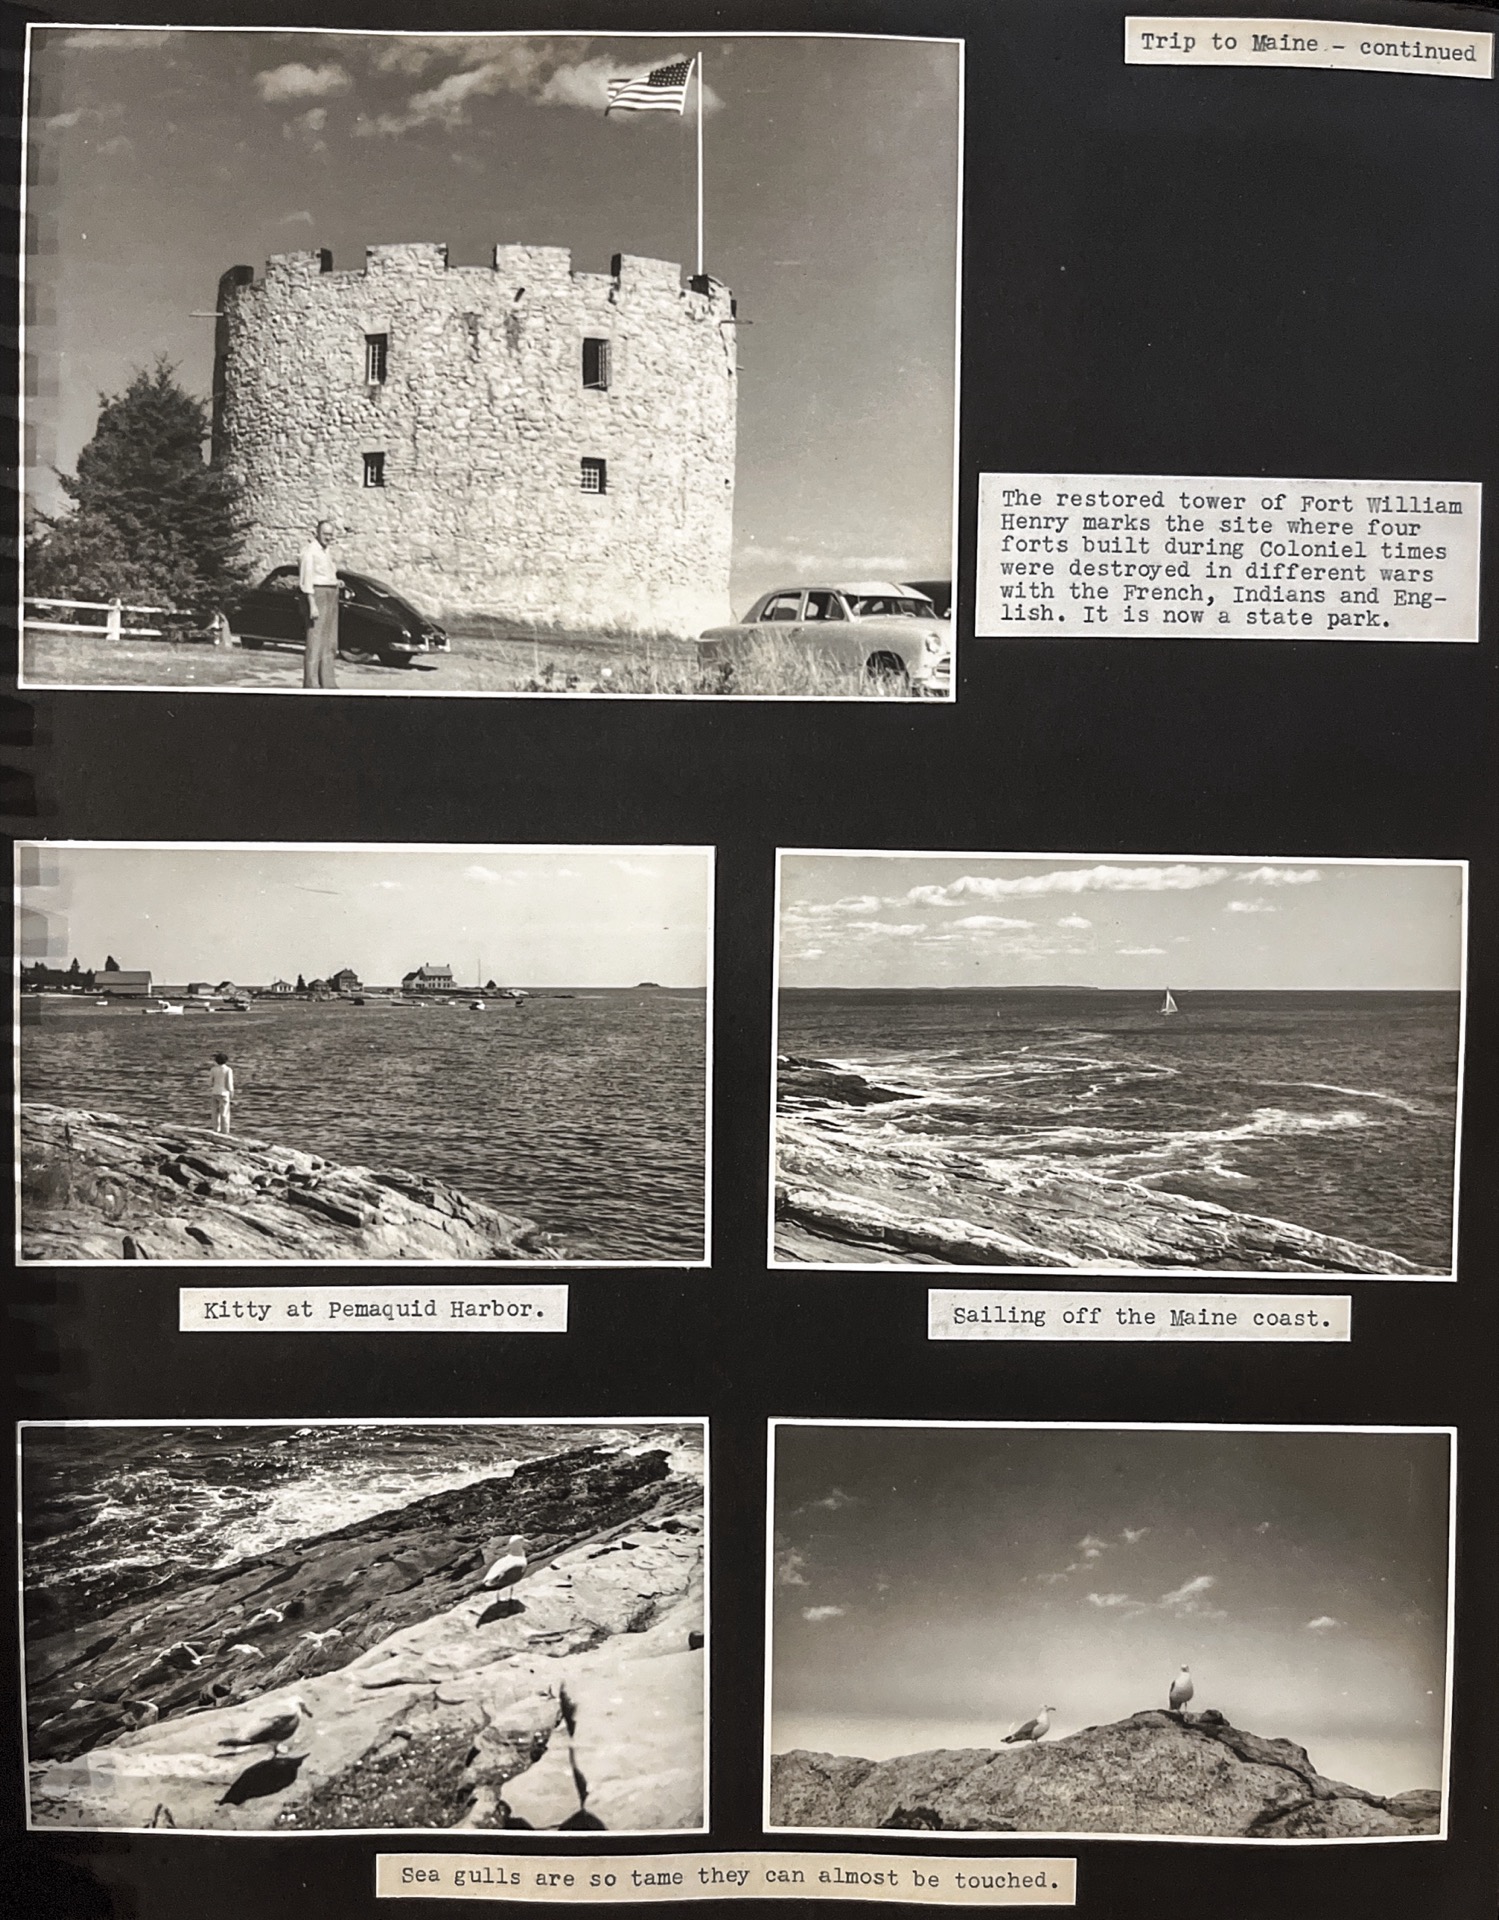 Trip to Maine - continued
The restored tower of Fort William
Henry marks the site where four
forts built during Coloniel times
were destroyed in different wars
with the French, Indians and Eng-
lish. It is now a state park.
Kitty at Pemaquid Harbor.
Sailing off the Maine coast.
Sea gulls are so tame they can almost be touched.